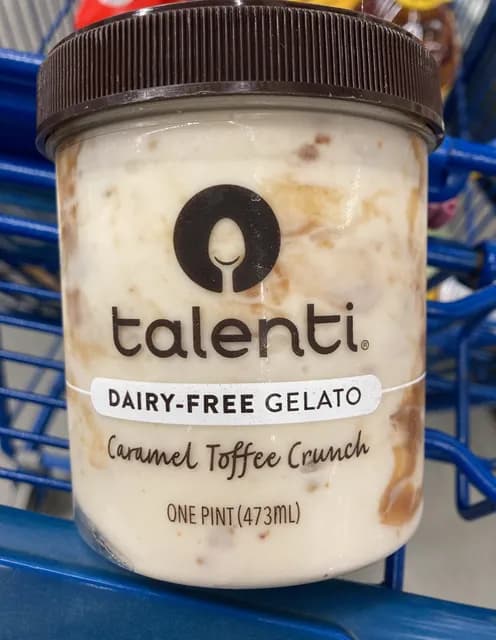 talenti®
DAIRY-FREE GELATO
Caramel Toffee Crunch
ONE PINT (473mL)